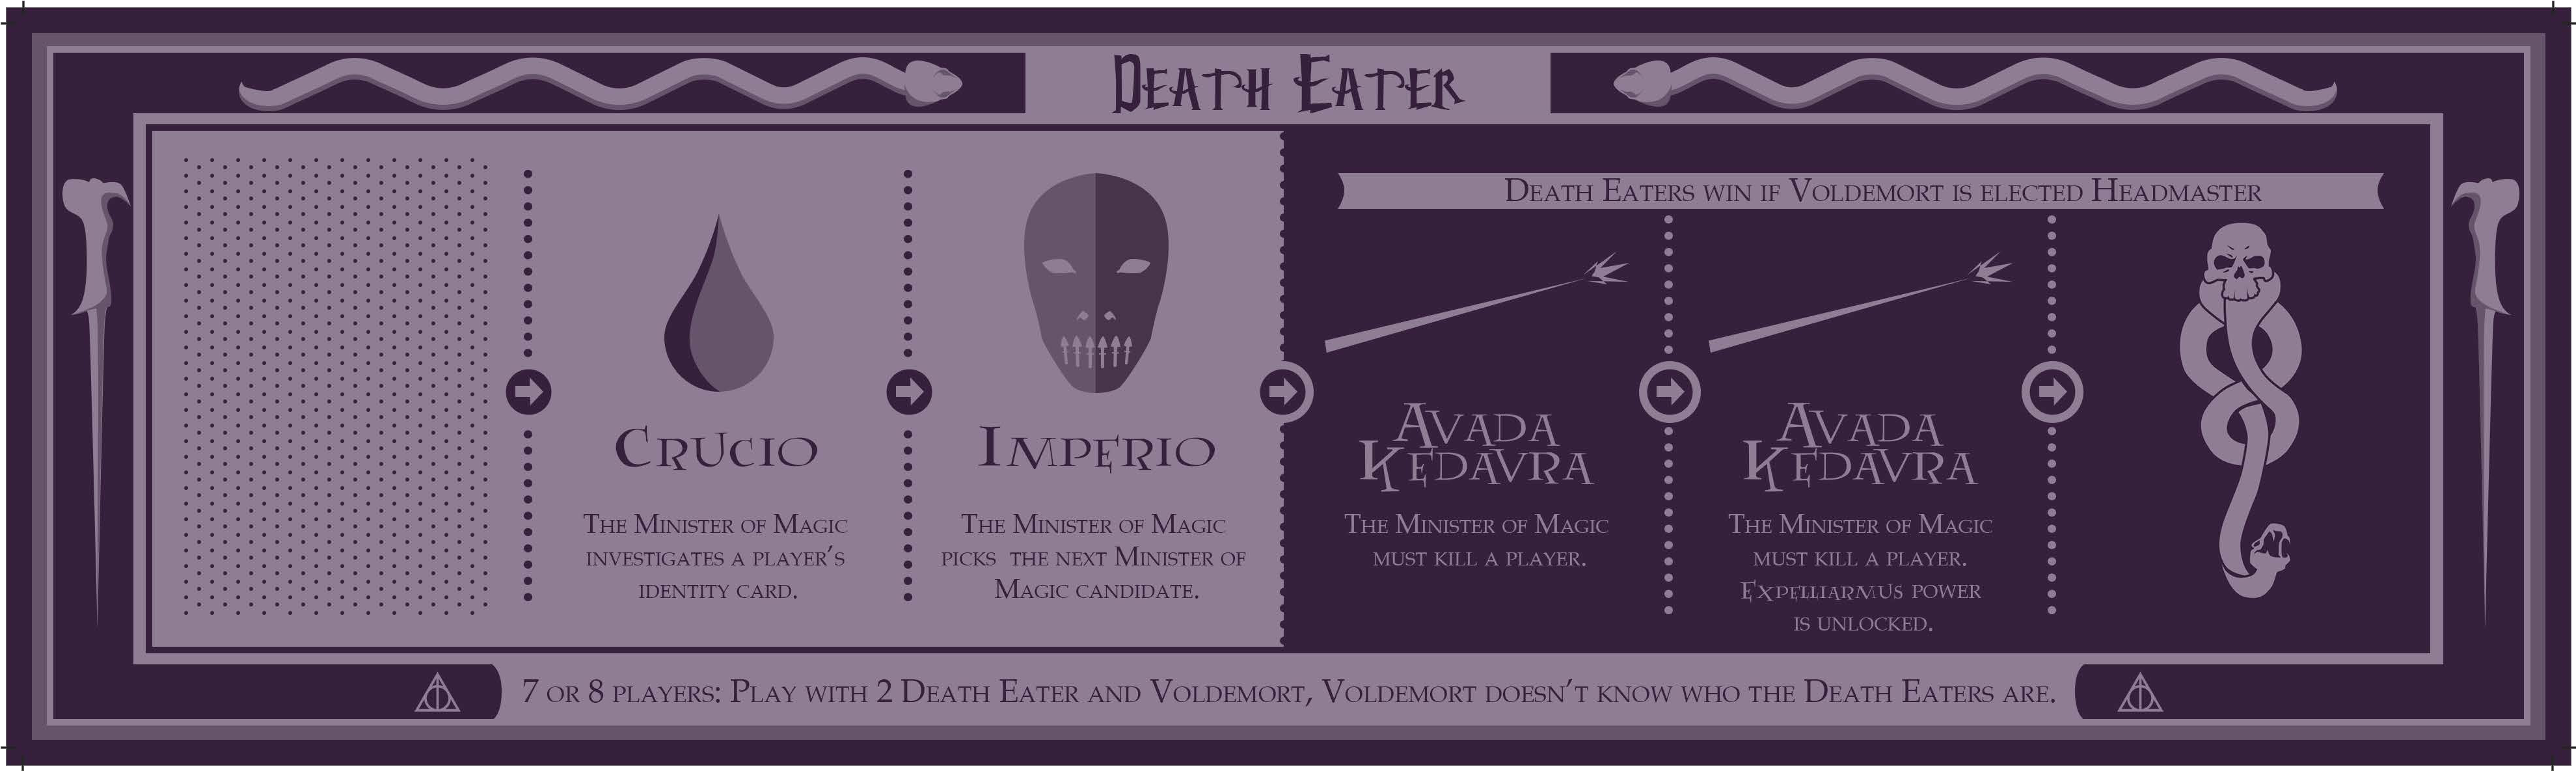 Death Eater
Death Eaters win if Voldemort is elected Headmaster
Crucio
The Minister of Magic
investigates a player's
identity card.
Imperio
The Minister of Magic
picks the next Minister of
Magic candidate.
Avada
Kedavra
The Minister of Magic
must kill a player.
Avada
Kedavra
The Minister of Magic
must kill a player.
Expelliarmus power
is unlocked.
7 or 8 players: Play with 2 Death Eater and Voldemort, Voldemort doesn't know who the Death Eaters are.